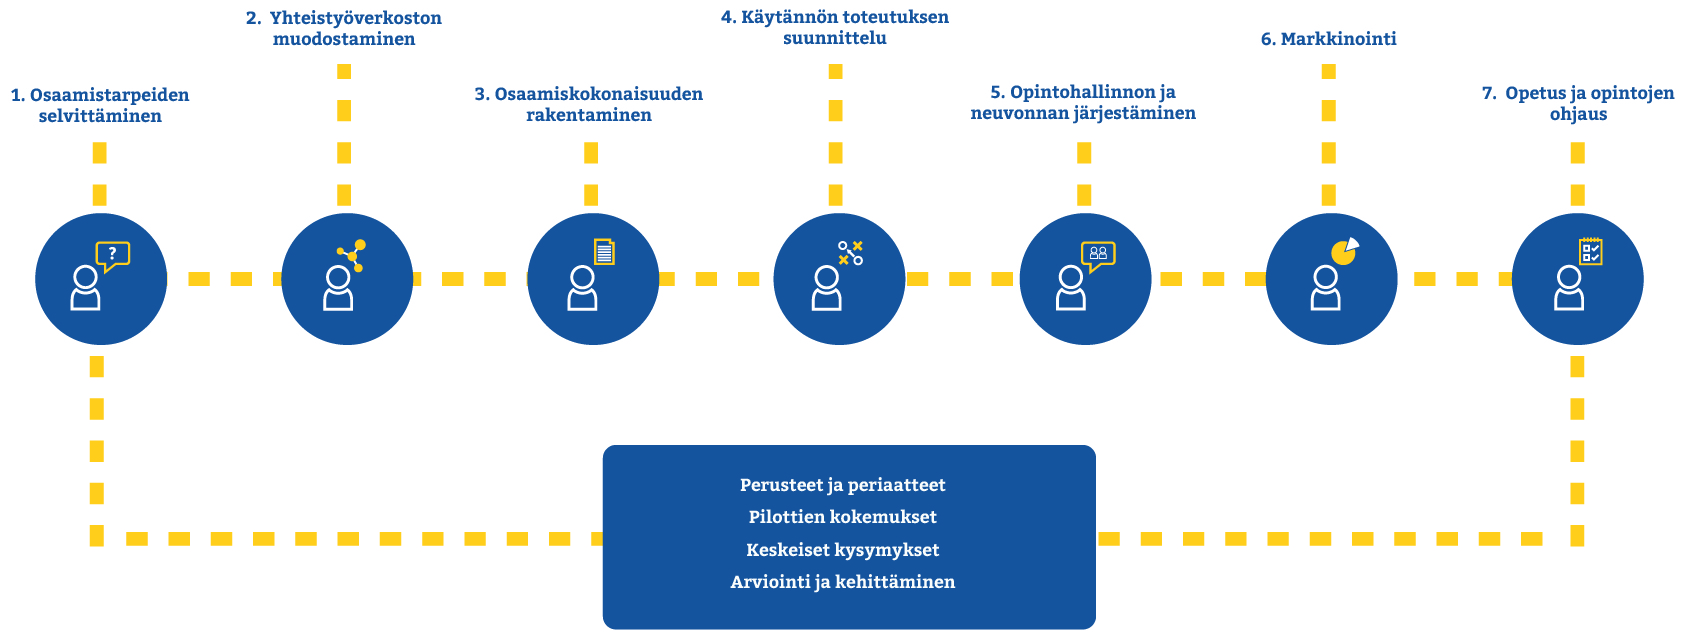 1. Osaamistarpeiden
selvittäminen
2. Yhteistyöverkoston
muodostaminen
3. Osaamiskokonaisuuden
rakentaminen
4. Käytännön toteutuksen
suunnittelu
5. Opintohallinnon ja
neuvonnan järjestäminen
6. Markkinointi
7. Opetus ja opintojen
ohjaus
?
Perusteet ja periaatteet
Pilottien kokemukset
Keskeiset kysymykset
Arviointi ja kehittäminen